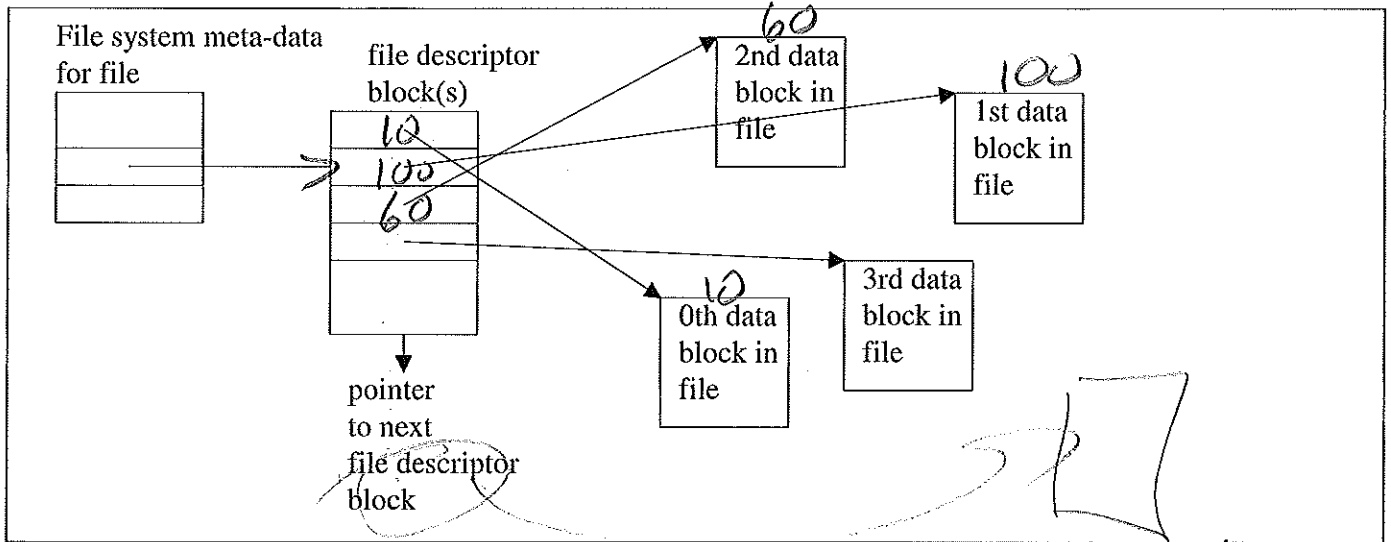 File system meta-data
for file
file descriptor
block(s)
10
100
60
60
2nd data
block in
file
100
1st data
block in
file
10
0th data
block in
file
3rd data
block in
file
pointer
to next
file descriptor
block